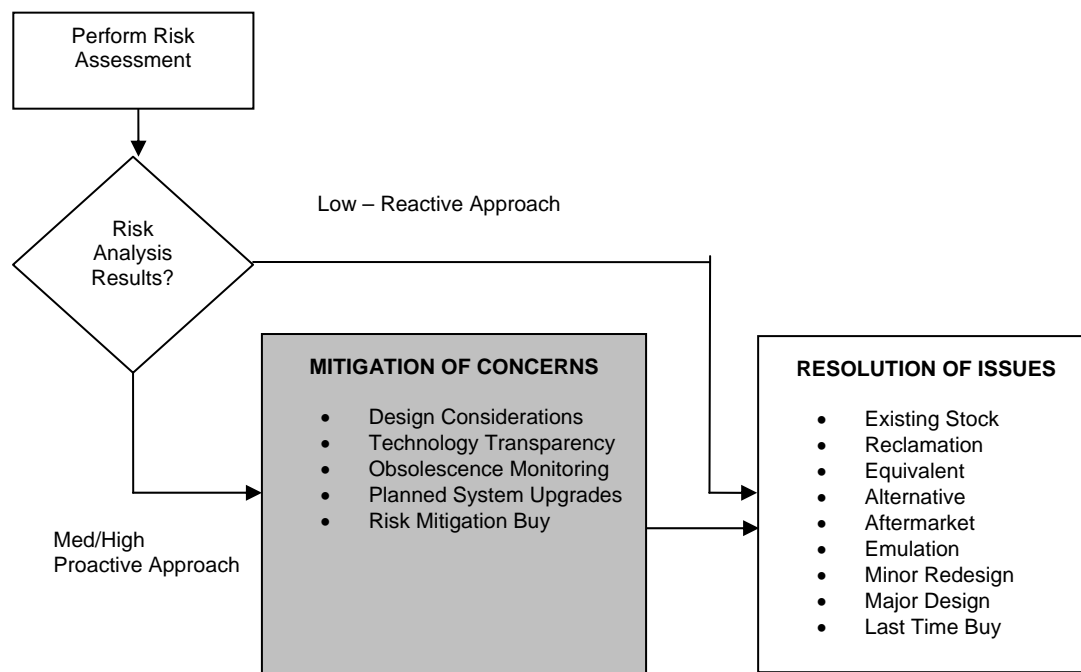 Perform Risk
Assessment
Low – Reactive Approach
Risk
Analysis
Results?
MITIGATION OF CONCERNS
• Design Considerations
• Technology Transparency
• Obsolescence Monitoring
• Planned System Upgrades
• Risk Mitigation Buy
Med/High
Proactive Approach
RESOLUTION OF ISSUES
• Existing Stock
• Reclamation
• Equivalent
• Alternative
• Aftermarket
• Emulation
• Minor Redesign
• Major Design
• Last Time Buy